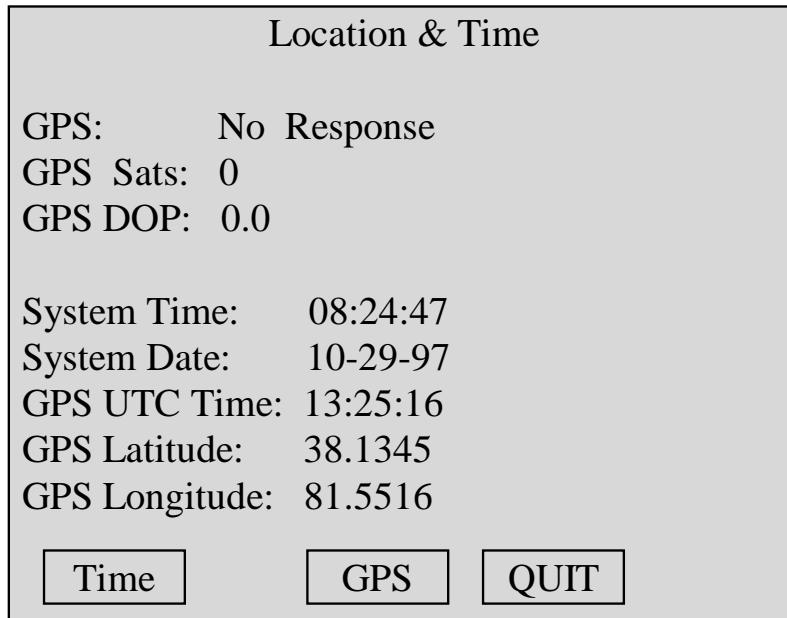 Location & Time
GPS: No Response
GPS Sats: 0
GPS DOP: 0.0
System Time: 08:24:47
System Date: 10-29-97
GPS UTC Time: 13:25:16
GPS Latitude: 38.1345
GPS Longitude: 81.5516
Time GPS QUIT